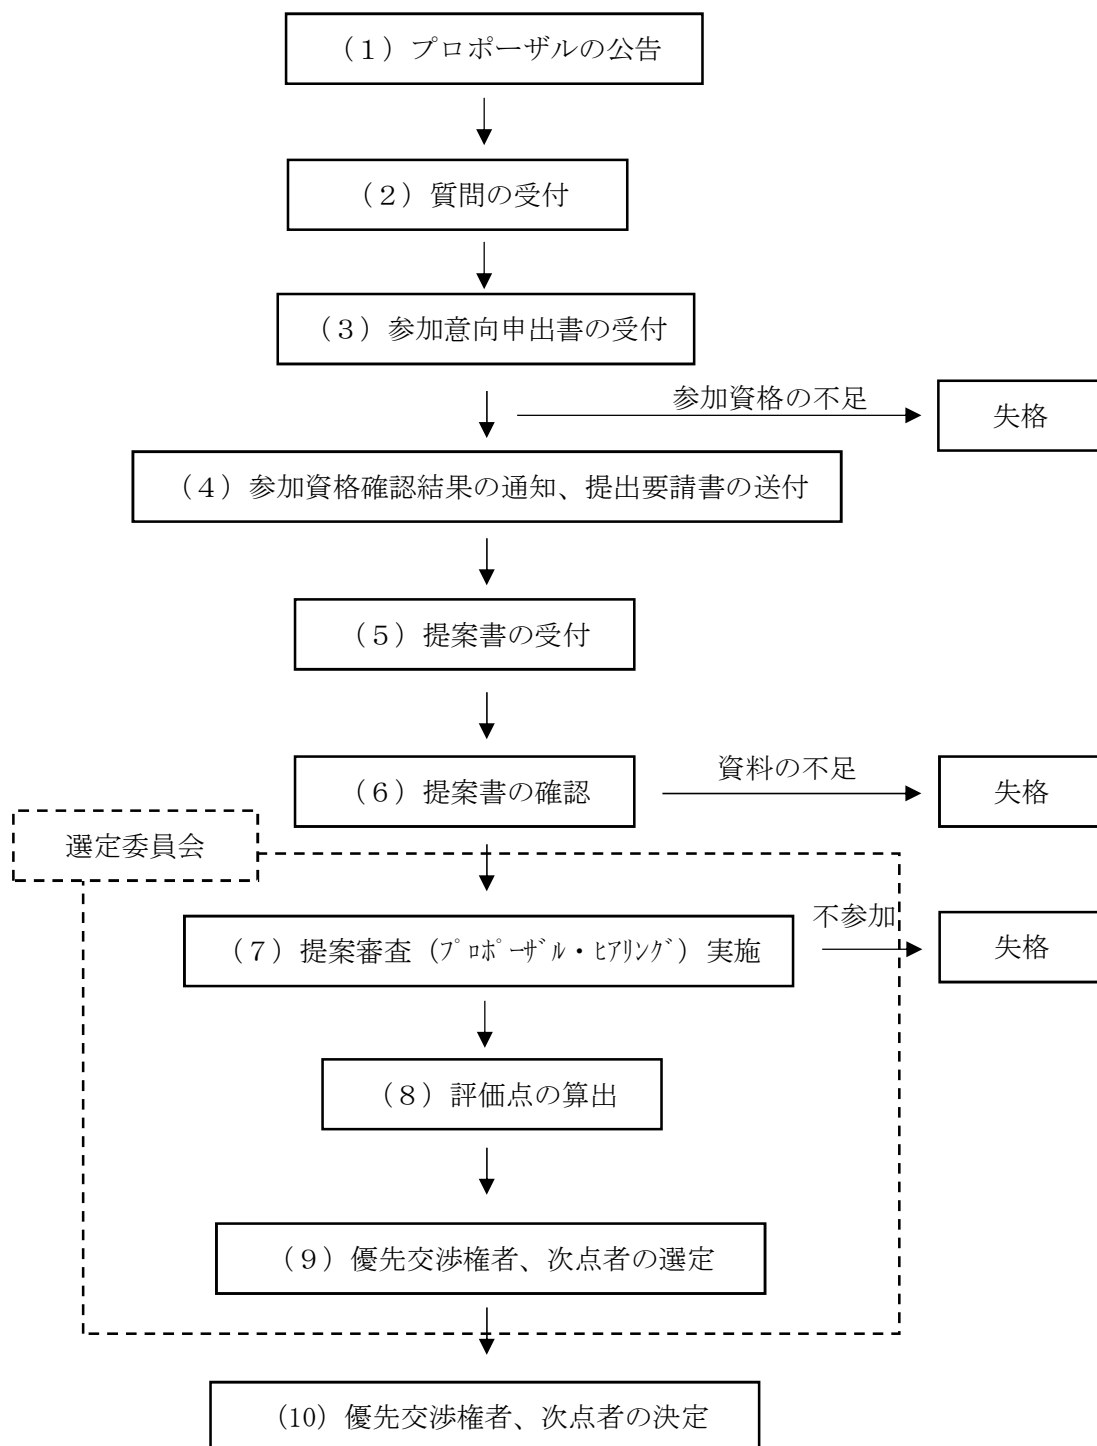 （１）プロポーザルの公告
（２）質問の受付
（３）参加意向申出書の受付
参加資格の不足
失格
（４）参加資格確認結果の通知、提出要請書の送付
（５）提案書の受付
資料の不足
（６）提案書の確認
失格
選定委員会
不参加
（７）提案審査（ﾌﾟﾛﾎﾟｰｻﾞﾙ・ﾋｱﾘﾝｸﾞ）実施
失格
（８）評価点の算出
（９）優先交渉権者、次点者の選定
（10）優先交渉権者、次点者の決定